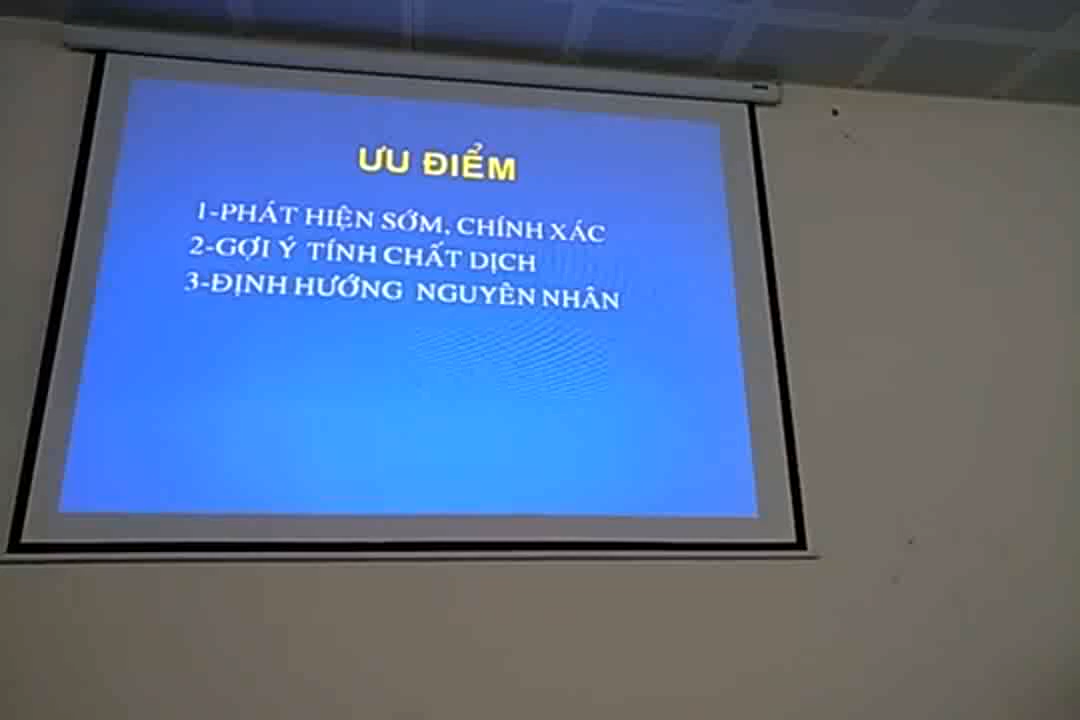 ƯU ĐIỂM
1-PHÁT HIỆN SỚM, CHÍNH XÁC
2-GỢI Ý TÍNH CHẤT DỊCH
3-ĐỊNH HƯỚNG NGUYÊN NHÂN